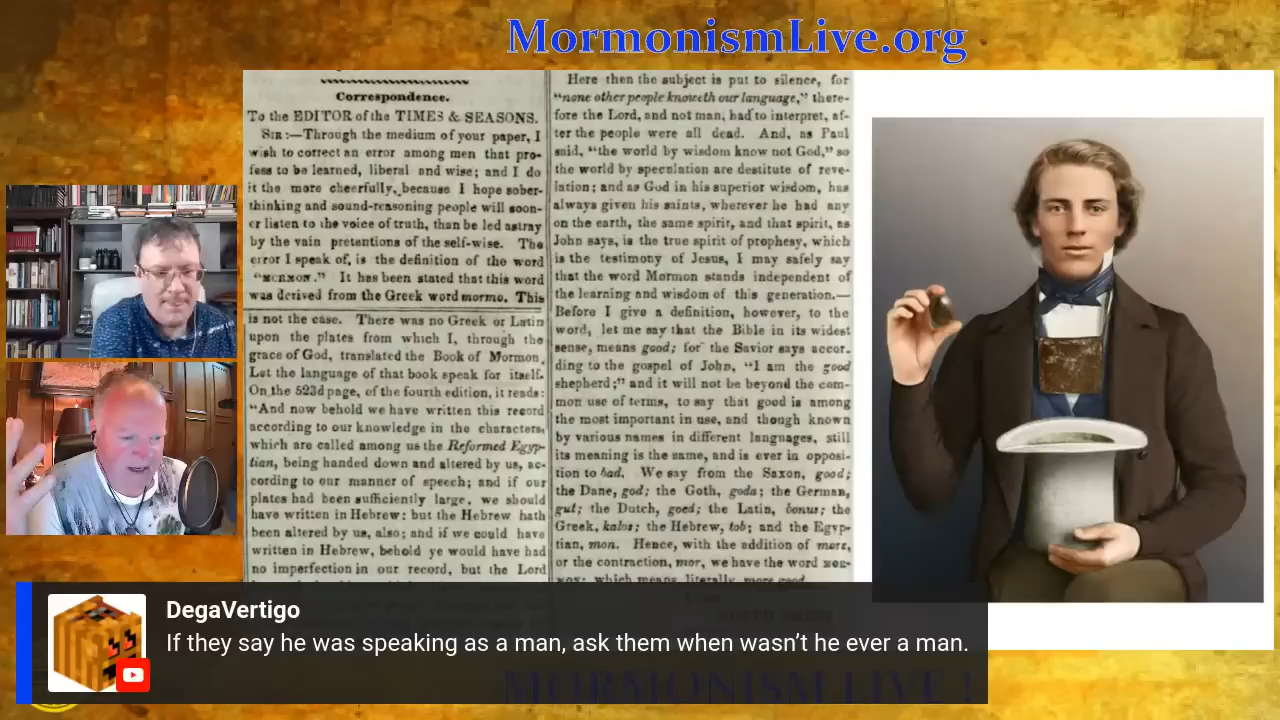 MormonismLive.org
Correspondence.
To the EDITOR of the TIMES & SEASONS.
SIR:—Through the medium of your paper, I
wish to correct an error among men that pro-
fess to be learned, liberal and wise; and I do
it the more cheerfully, because I hope sober-
thinking and sound-reasoning people will soon-
er listen to the voice of truth, than be led astray
by the vain pretentions of the self-wise. The
error I speak of, is the definition of the word
"MORMON." It has been stated that this word
was derived from the Greek word mormo. This
is not the case. There was no Greek or Latin
upon the plates from which I, through the
grace of God, translated the Book of Mormon.
Let the language of that book speak for itself.
On the 523d page, of the fourth edition, it reads:
"And now behold we have written this record
according to our knowledge in the characters,
which are called among us the Reformed Egyp-
tian, being handed down and altered by us, ac-
cording to our manner of speech; and if our
plates had been sufficiently large, we should
have written in Hebrew: but the Hebrew hath
been altered by us, also; and if we could have
written in Hebrew, behold ye would have had
no imperfection in our record, but the Lord
Here then the subject is put to silence, for
"none other people knoweth our language," there-
fore the Lord, and not man, had to interpret, af-
ter the people were all dead. And, as Paul
said, "the world by wisdom know not God," so
the world by speculation are destitute of reve-
lation; and as God in his superior wisdom, has
always given his saints, wherever he had any
on the earth, the same spirit, and that spirit, as
John says, is the true spirit of prophesy, which
is the testimony of Jesus, I may safely say
that the word Mormon stands independent of
the learning and wisdom of this generation.—
Before I give a definition, however, to the
word, let me say that the Bible in its widest
sense, means good; for the Savior says accor-
ding to the gospel of John, "I am the good
shepherd;" and it will not be beyond the com-
mon use of terms, to say that good is among
the most important in use, and though known
by various names in different languages, still
its meaning is the same, and is ever in opposi-
tion to bad. We say from the Saxon, good;
the Dane, god; the Goth, goda; the German,
gut; the Dutch, goed; the Latin, bonus; the
Greek, kalos; the Hebrew, tob; and the Egyp-
tian, mon. Hence, with the addition of more,
or the contraction, mor, we have the word MOR-
MON; which means, literally, more good.
DegaVertigo
If they say he was speaking as a man, ask them when wasn't he ever a man.
MORMONISM LIVE !